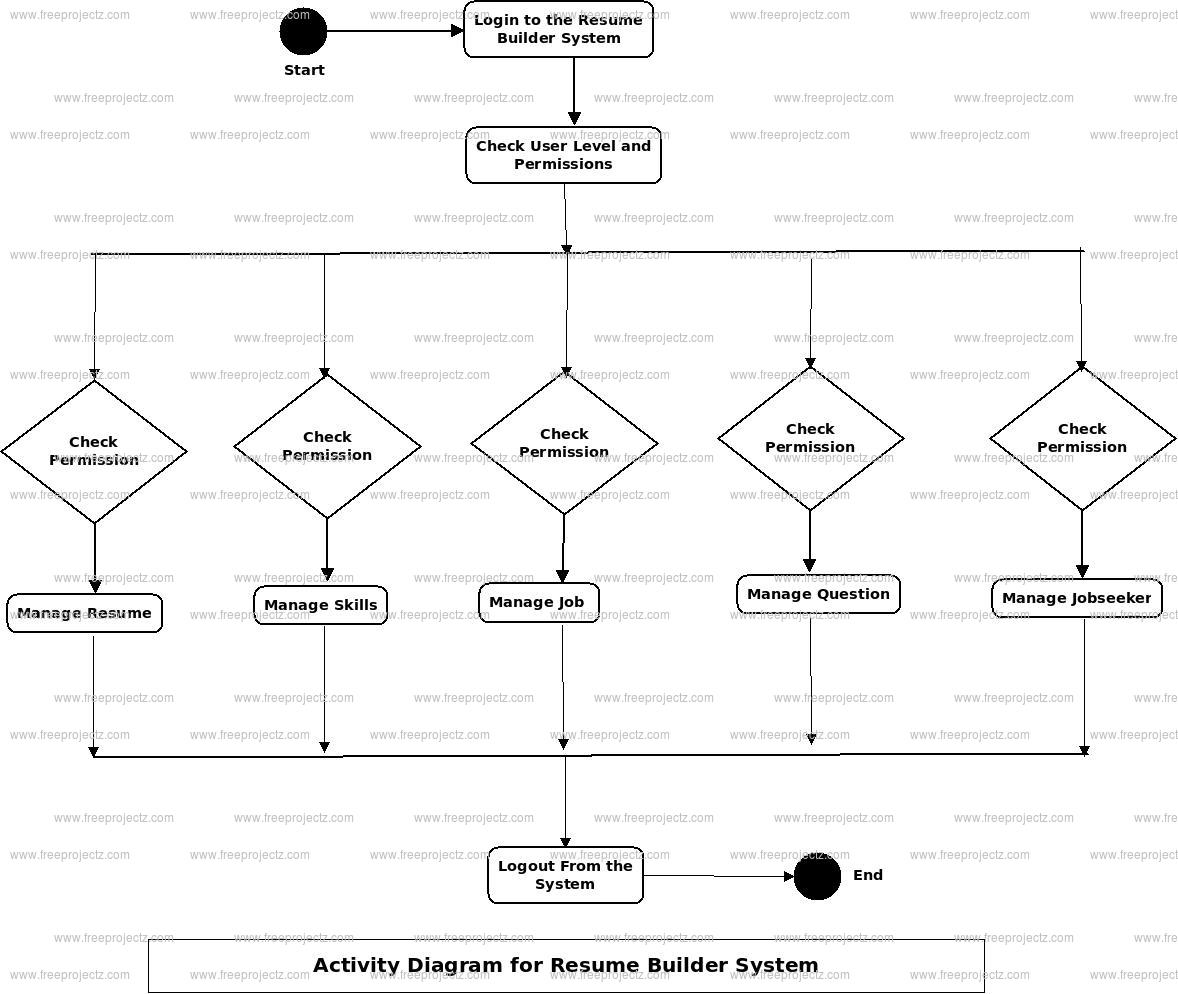 Login to the Resume
Builder System
Start
Check User Level and
Permissions
Check
Permission
Check
Permission
Check
Permission
Check
Permission
Check
Permission
Manage Resume
Manage Skills
Manage Job
Manage Question
Manage Jobseeker
Logout From the
System
End
Activity Diagram for Resume Builder System
www.freeprojectz.com